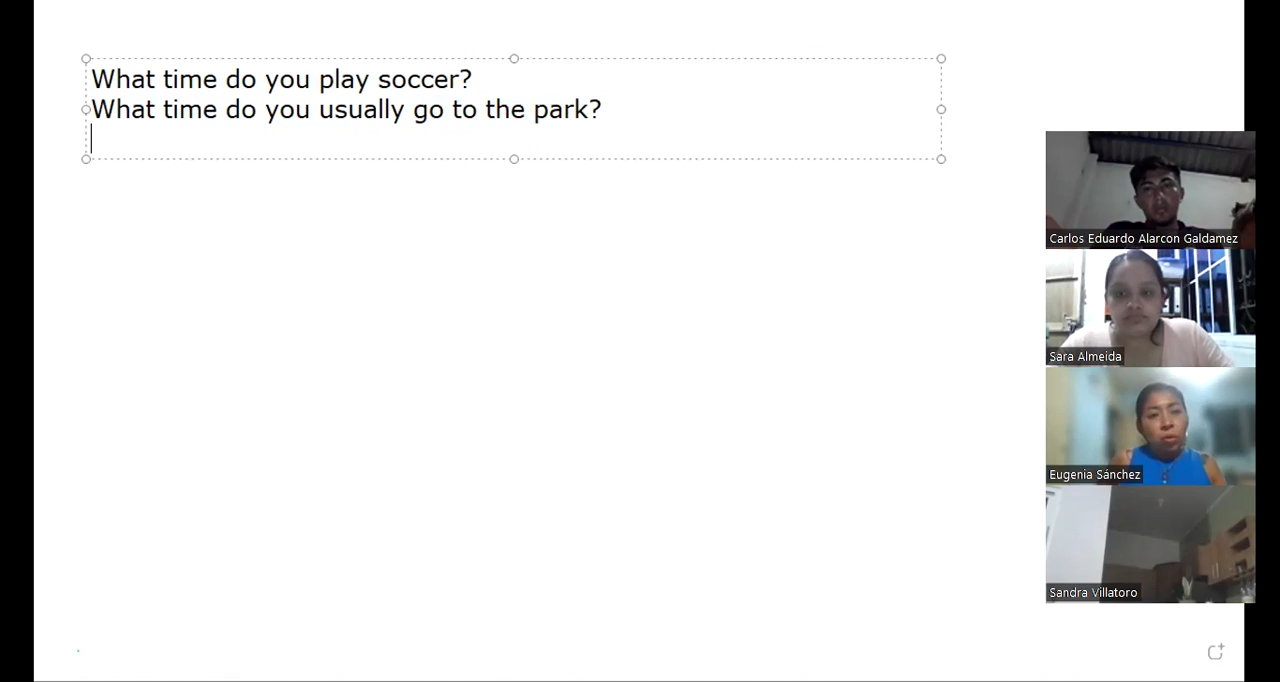 What time do you play soccer?
What time do you usually go to the park?
Carlos Eduardo Alarcon Galdamez
Sara Almeida
Eugenia Sánchez
Sandra Villatoro